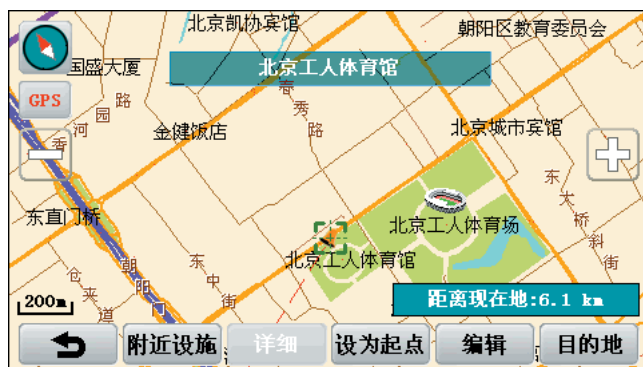 北京凯协宾馆
朝阳区教育委员会
国盛大厦
北京工人体育馆
GPS
香河园路
春秀路
金健饭店
北京城市宾馆
东大桥斜街
东直门桥
北京工人体育场
北京工人体育馆
仓夹道
朝阳门
东中街
200m
距离现在地:6.1 km
附近设施
详细
设为起点
编辑
目的地